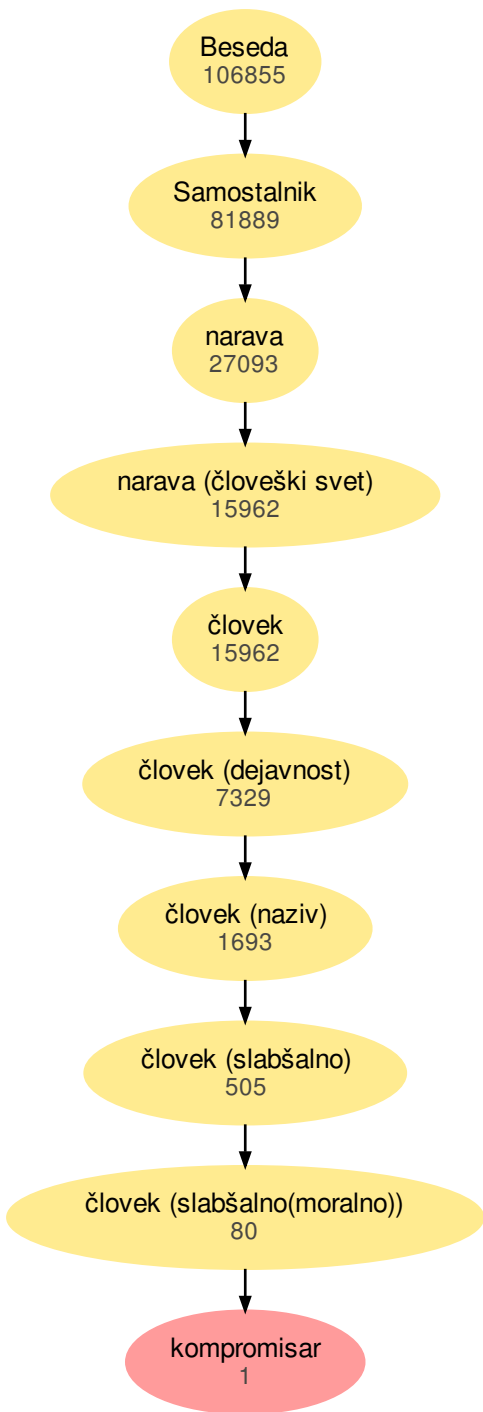 Beseda
106855
Samostalnik
81889
narava
27093
narava (človeški svet)
15962
človek
15962
človek (dejavnost)
7329
človek (naziv)
1693
človek (slabšalno)
505
človek (slabšalno(moralno))
80
kompromisar
1